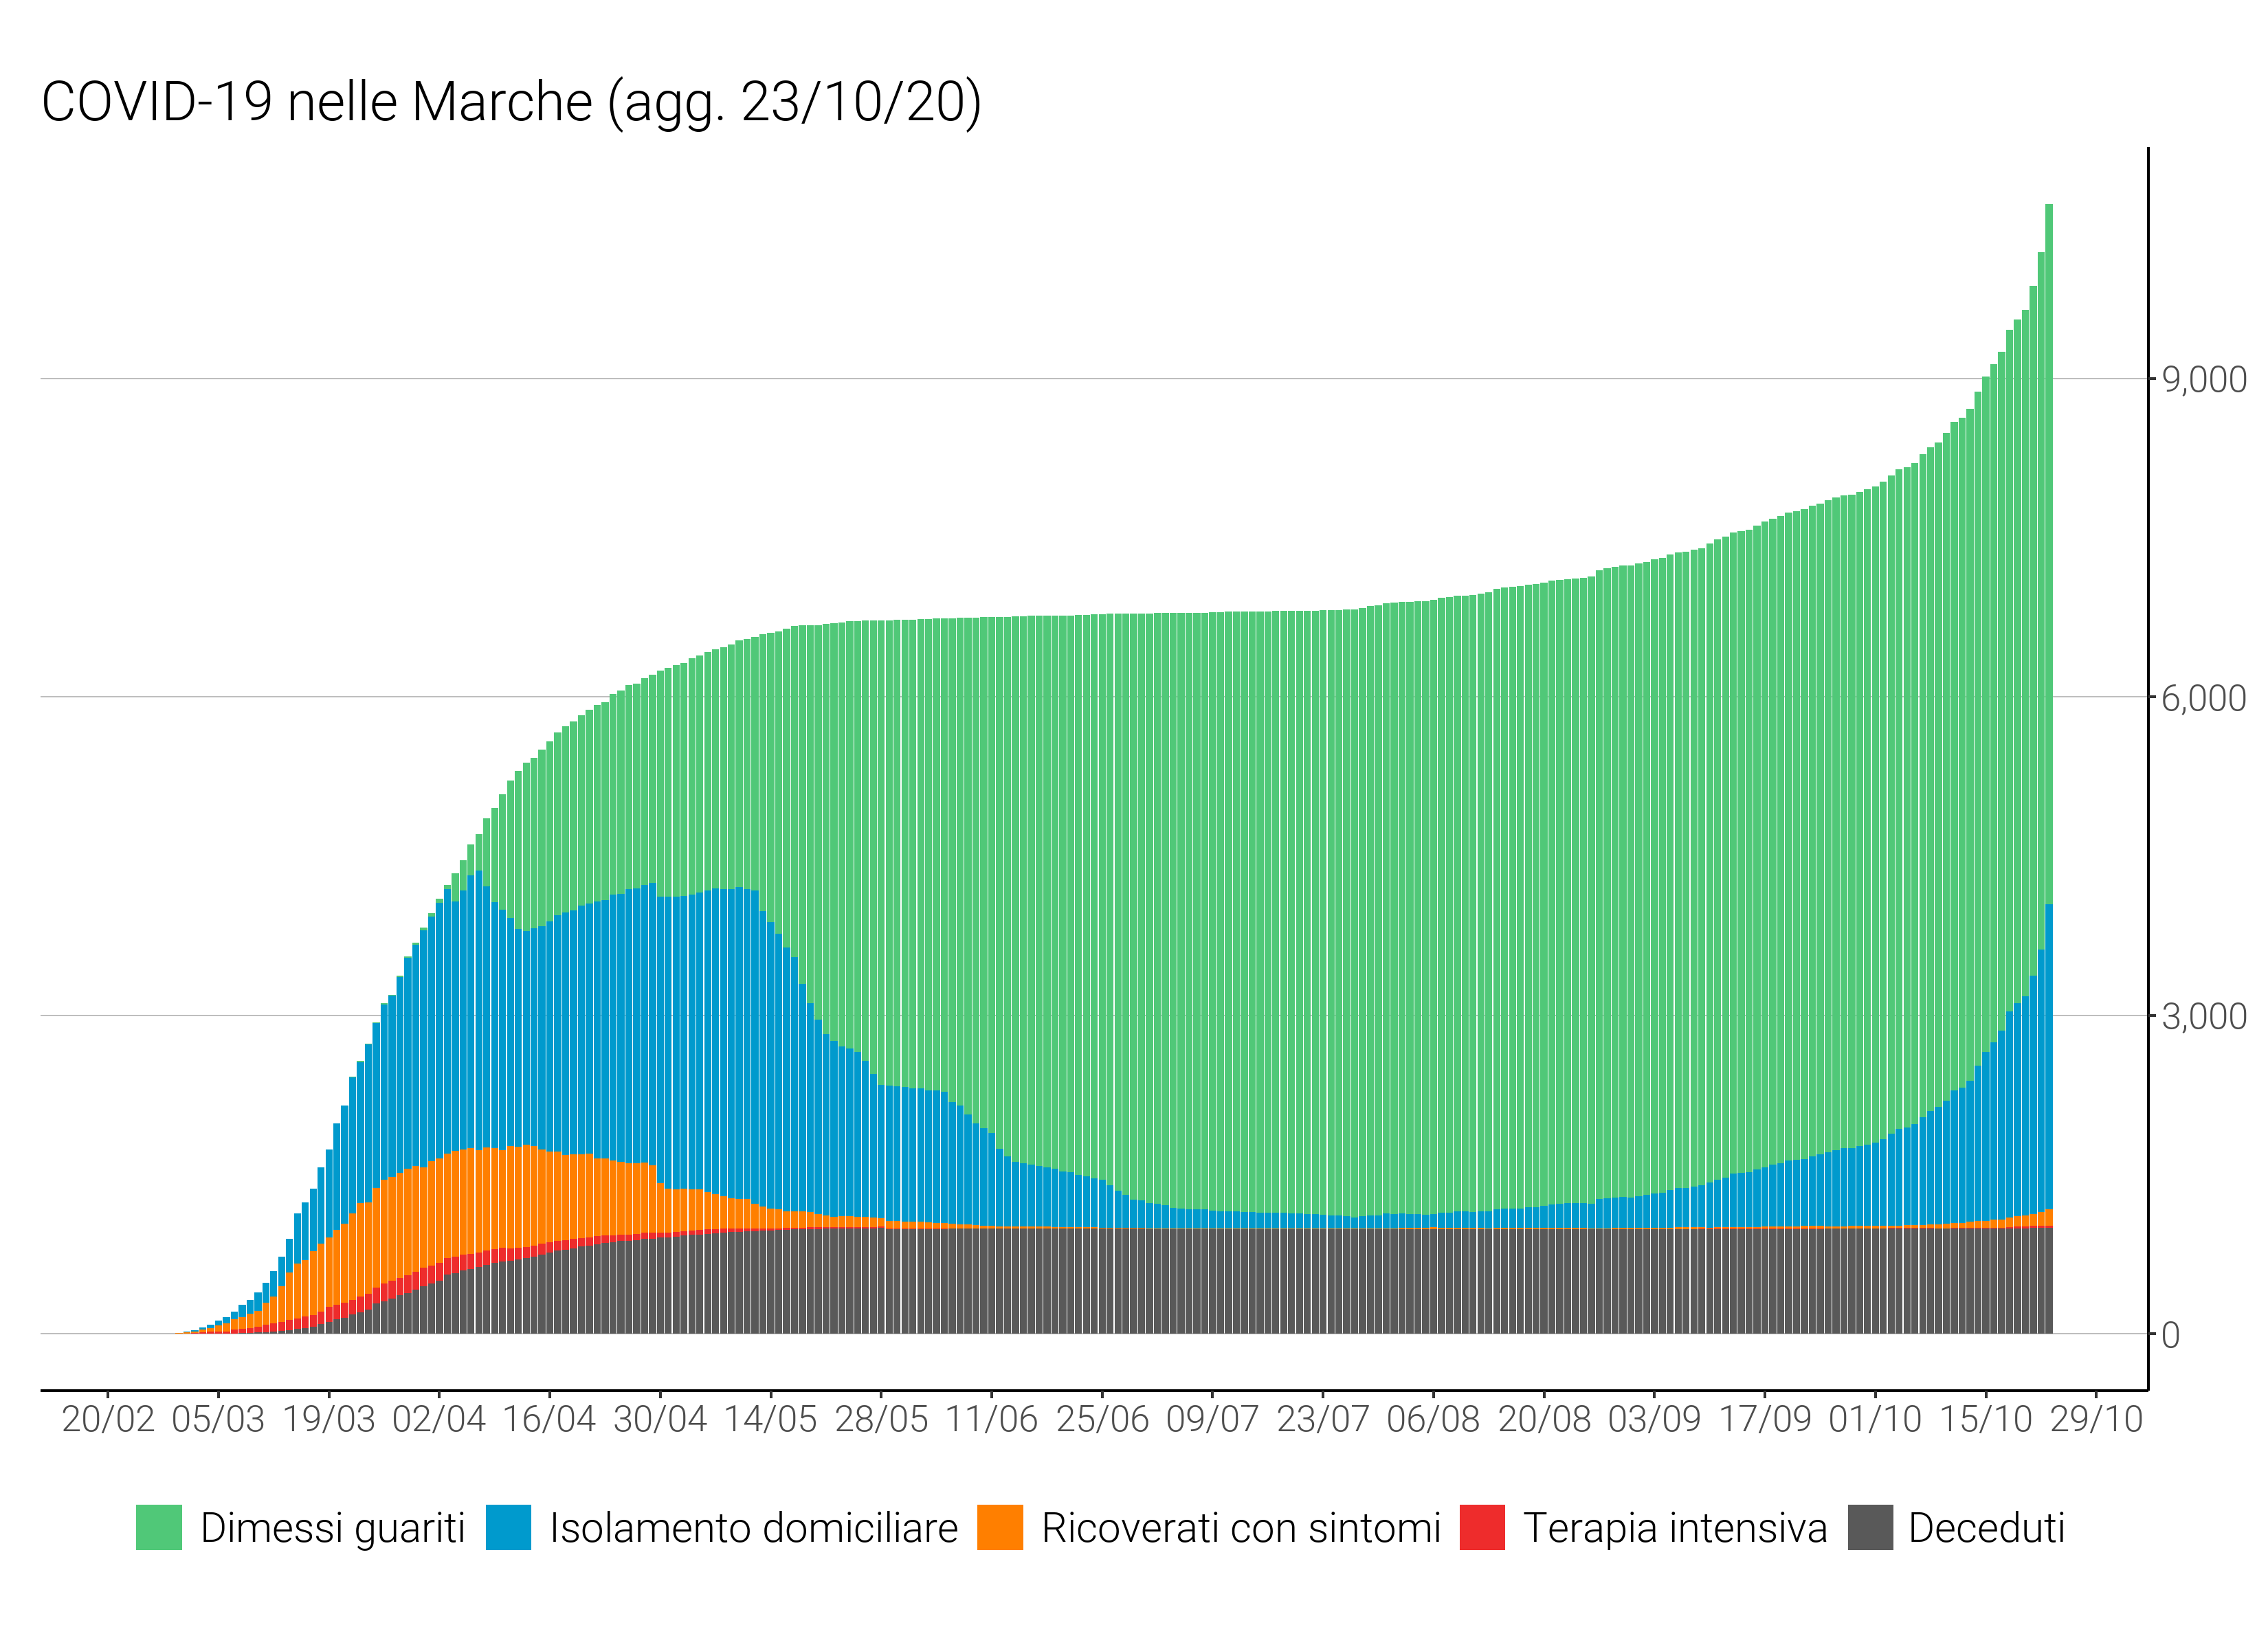 COVID-19 nelle Marche (agg. 23/10/20)
9,000
6,000
3,000
0
20/02 05/03 19/03 02/04 16/04 30/04 14/05 28/05 11/06 25/06 09/07 23/07 06/08 20/08 03/09 17/09 01/10 15/10 29/10
Dimessi guariti Isolamento domiciliare Ricoverati con sintomi Terapia intensiva Deceduti